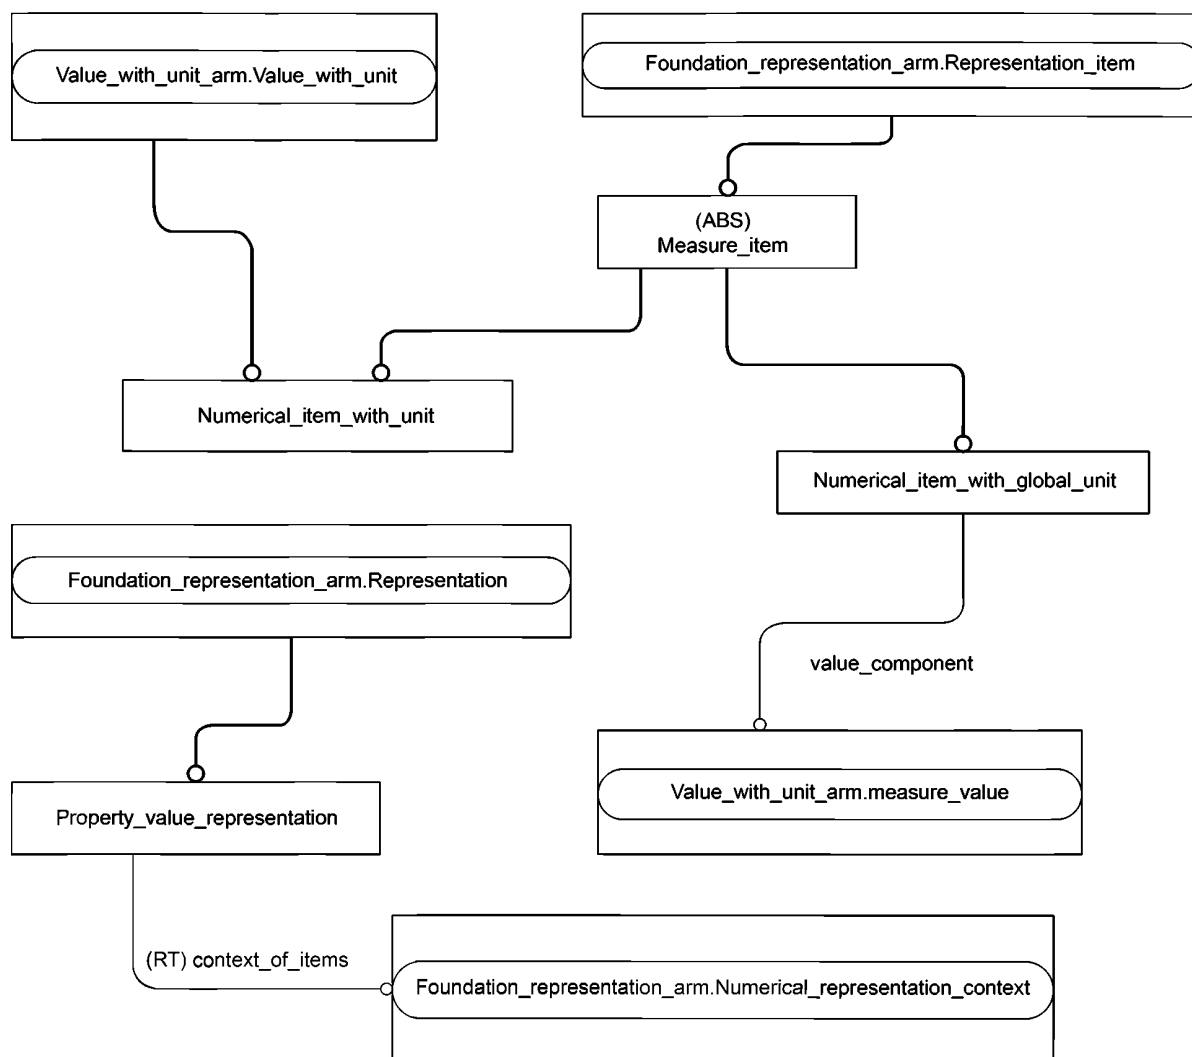 Value_with_unit_arm.Value_with_unit
Foundation_representation_arm.Representation_item
(ABS)
Measure_item
Numerical_item_with_unit
Numerical_item_with_global_unit
Foundation_representation_arm.Representation
value_component
Value_with_unit_arm.measure_value
Property_value_representation
(RT) context_of_items
Foundation_representation_arm.Numerical_representation_context